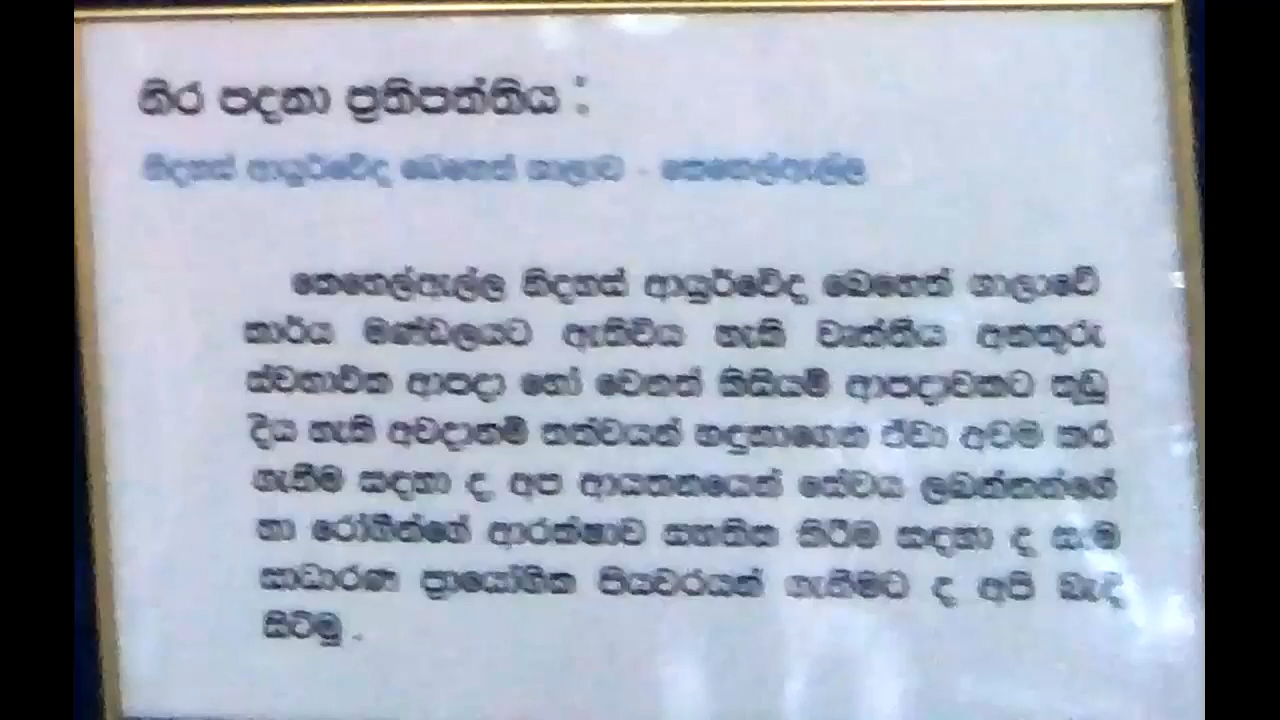 තිර පදනා ප්‍රතිපත්තිය :
නිදහස් ආයුර්වේද බෙහෙත් ශාලාව - කෙහෙල්ඇල්ල
කෙහෙල්ඇල්ල නිදහස් ආයුර්වේද බෙහෙත් ශාලාවේ
කාර්ය මණ්ඩලයට ඇතිවිය හැකි වෘත්තීය අනතුරු
ස්වභාවික ආපදා හෝ වෙනත් කිසියම් ආපදාවකට තුඩු
දිය හැකි අවදානම් තත්වයන් හඳුනාගෙන ඒවා අවම කර
ගැනීම සඳහා ද අප ආයතනයෙන් සේවය ලබන්නන්ගේ
හා රෝගීන්ගේ ආරක්ෂාව සහතික කිරීම සඳහා ද සෑම
සාධාරණ ප්‍රායෝගික පියවරයක් ගැනීමට ද අපි බැඳී
සිටිමු .